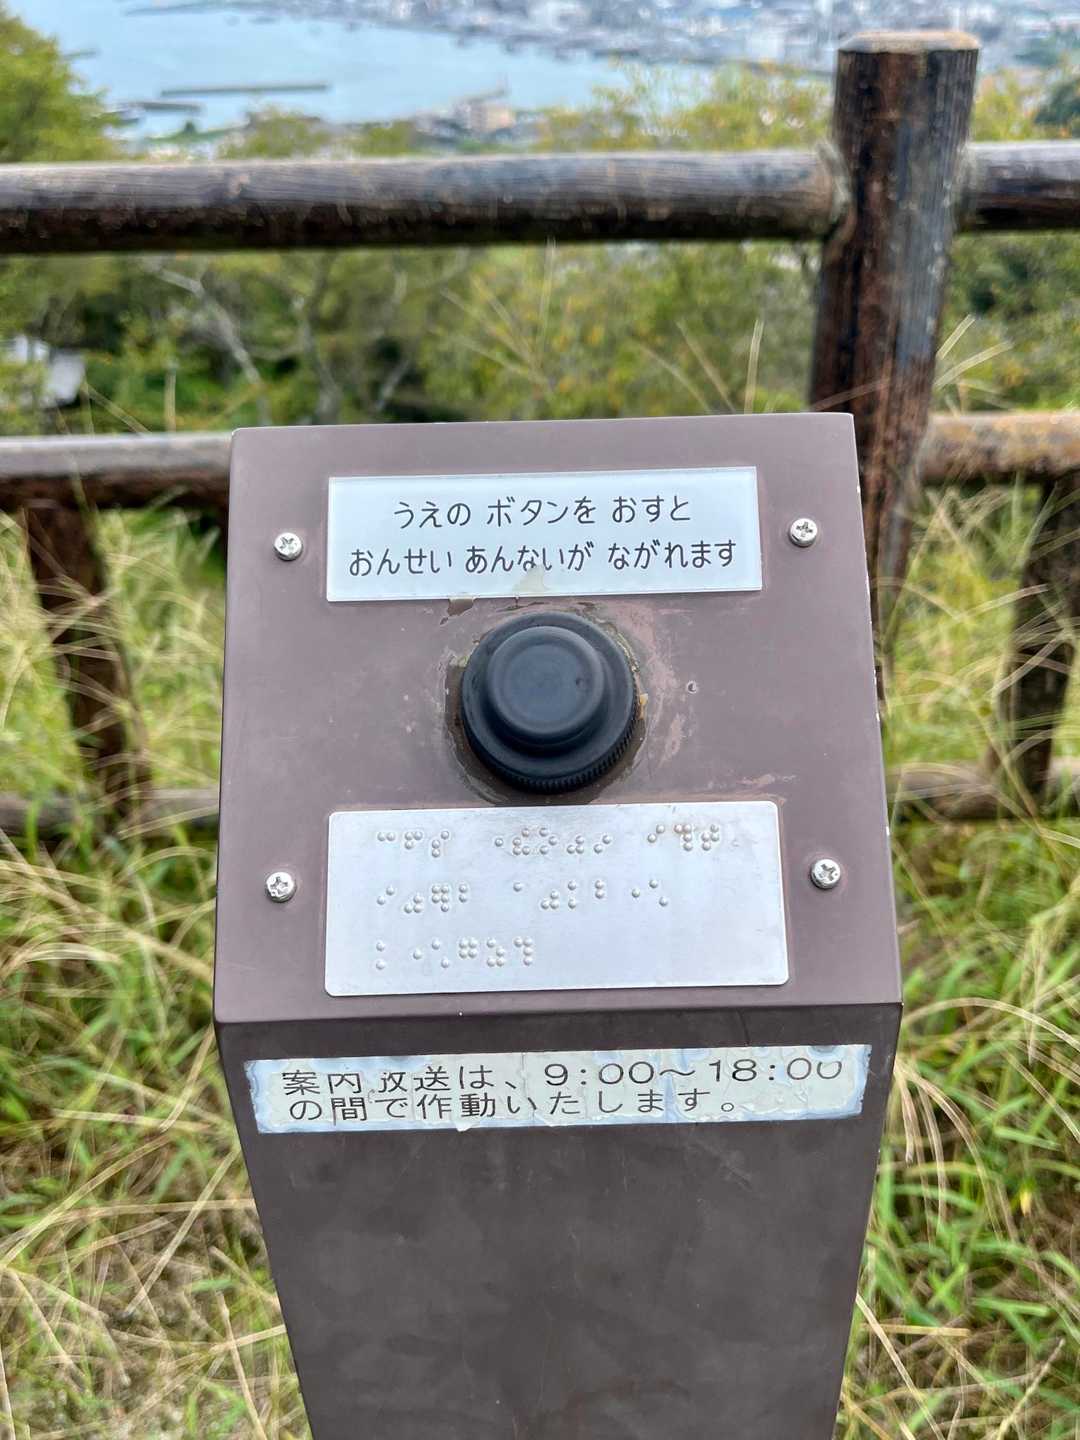 うえの ボタンを おすと
おんせい あんないが ながれます
⠉⠋⠎ ⠐⠮⠕⠴⠔ ⠊⠹⠞
⠊⠴⠻⠃ ⠁⠴⠅⠃⠐⠡
⠅⠐⠡⠛⠵⠹
案内放送は、9:00～18:00
の間で作動いたします。